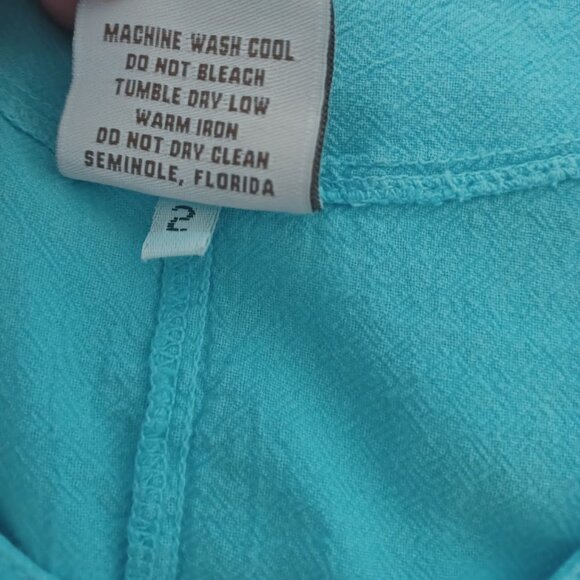 MACHINE WASH COOL
DO NOT BLEACH
TUMBLE DRY LOW
WARM IRON
DO NOT DRY CLEAN
SEMINOLE, FLORIDA
2